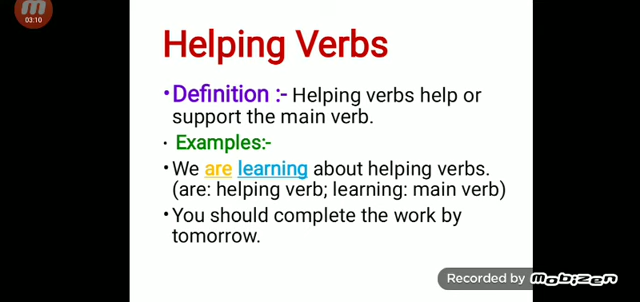 m
03:10
Helping Verbs
•Definition :- Helping verbs help or
support the main verb.
• Examples:-
•We are learning about helping verbs.
(are: helping verb; learning: main verb)
•You should complete the work by
tomorrow.
Recorded by mobizen